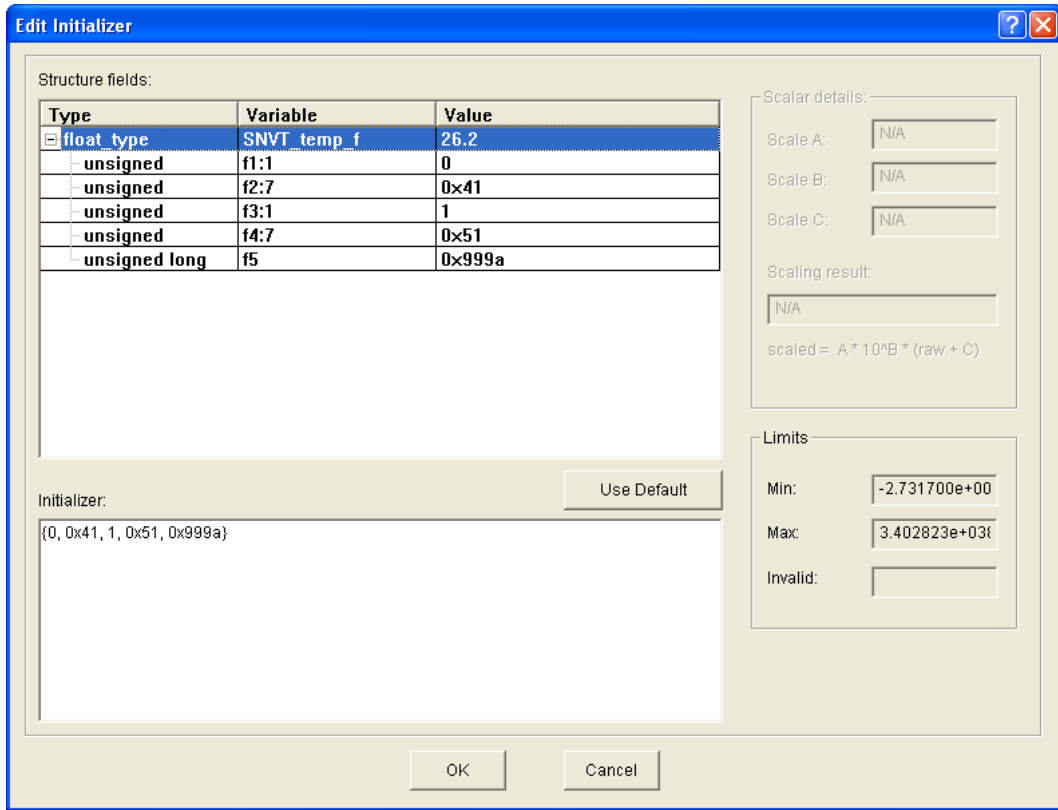 Edit Initializer
Structure fields:
Type Variable Value
float_type SNVT_temp_f 26.2
unsigned f1:1 0
unsigned f2:7 0x41
unsigned f3:1 1
unsigned f4:7 0x51
unsigned long f5 0x999a
Use Default
Initializer:
{0, 0x41, 1, 0x51, 0x999a}
Scalar details:
Scale A: N/A
Scale B: N/A
Scale C: N/A
Scaling result:
N/A
scaled = A * 10^B * (raw + C)
Limits
Min: -2.731700e+00
Max: 3.402823e+038
Invalid:
OK Cancel